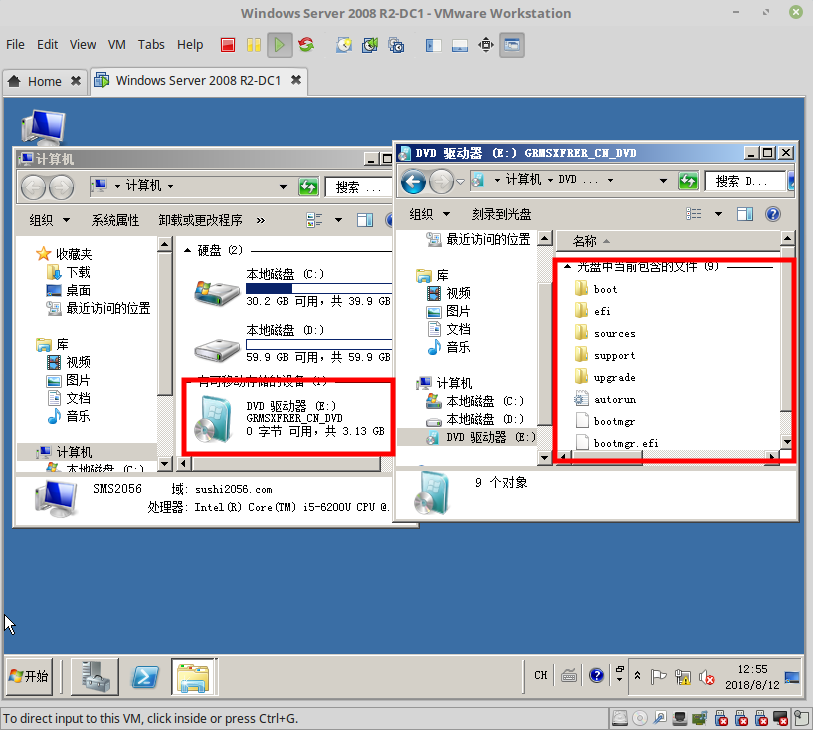 Windows Server 2008 R2-DC1 - VMware Workstation
File Edit View VM Tabs Help
Home
Windows Server 2008 R2-DC1
计算机
计算机
搜索 ...
组织 系统属性 卸载或更改程序 »
收藏夹
下载
桌面
最近访问的位置
库
视频
图片
文档
音乐
计算机
本地磁盘 (C:)
硬盘 (2)
本地磁盘 (C:)
30.2 GB 可用，共 39.9 GB
本地磁盘 (D:)
59.9 GB 可用，共 59.9 GB
有可移动存储的设备 (1)
DVD 驱动器 (E:)
GRMSXFRER_CN_DVD
0 字节 可用，共 3.13 GB
SMS2056 域: sushi2056.com
处理器: Intel(R) Core(TM) i5-6200U CPU @.
DVD 驱动器 (E:) GRMSXFRER_CN_DVD
计算机 DVD ...
搜索 D...
组织 刻录到光盘
最近访问的位置
库
视频
图片
文档
音乐
计算机
本地磁盘 (C:)
本地磁盘 (D:)
DVD 驱动器 (E:)
名称
光盘中当前包含的文件 (9)
boot
efi
sources
support
upgrade
autorun
bootmgr
bootmgr.efi
9 个对象
开始
CH
12:55
2018/8/12
To direct input to this VM, click inside or press Ctrl+G.